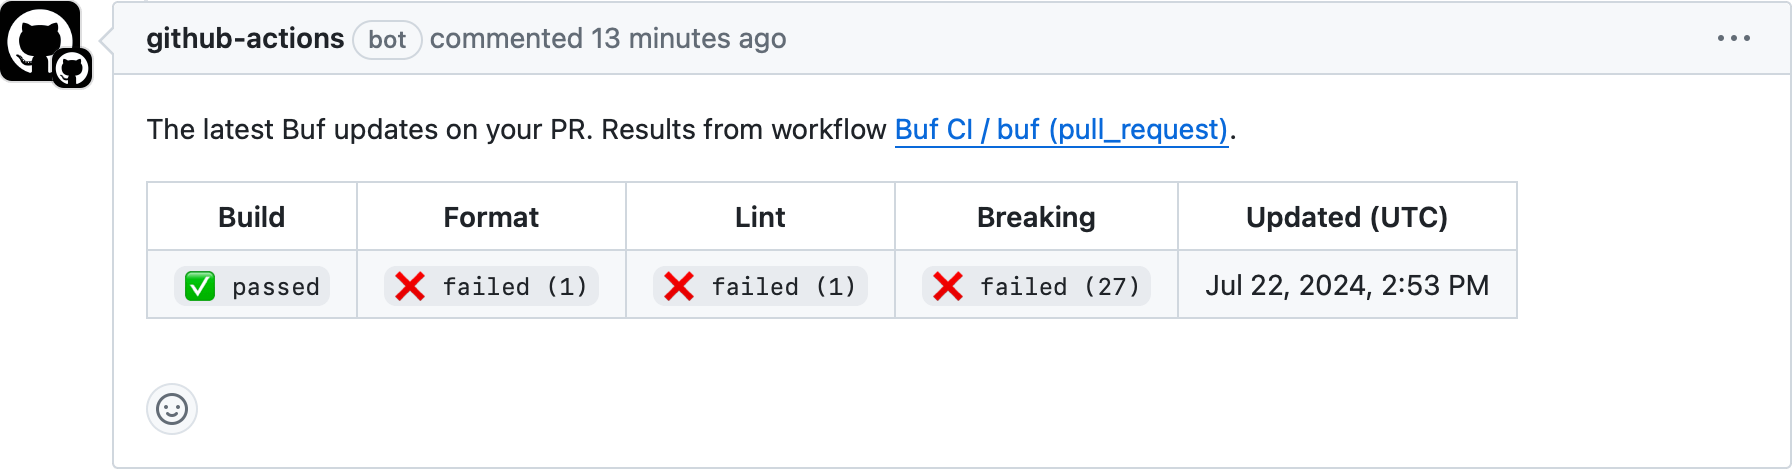 github-actions bot commented 13 minutes ago
The latest Buf updates on your PR. Results from workflow Buf CI / buf (pull_request).
Build Format Lint Breaking Updated (UTC)
✅ passed ❌ failed (1) ❌ failed (1) ❌ failed (27) Jul 22, 2024, 2:53 PM